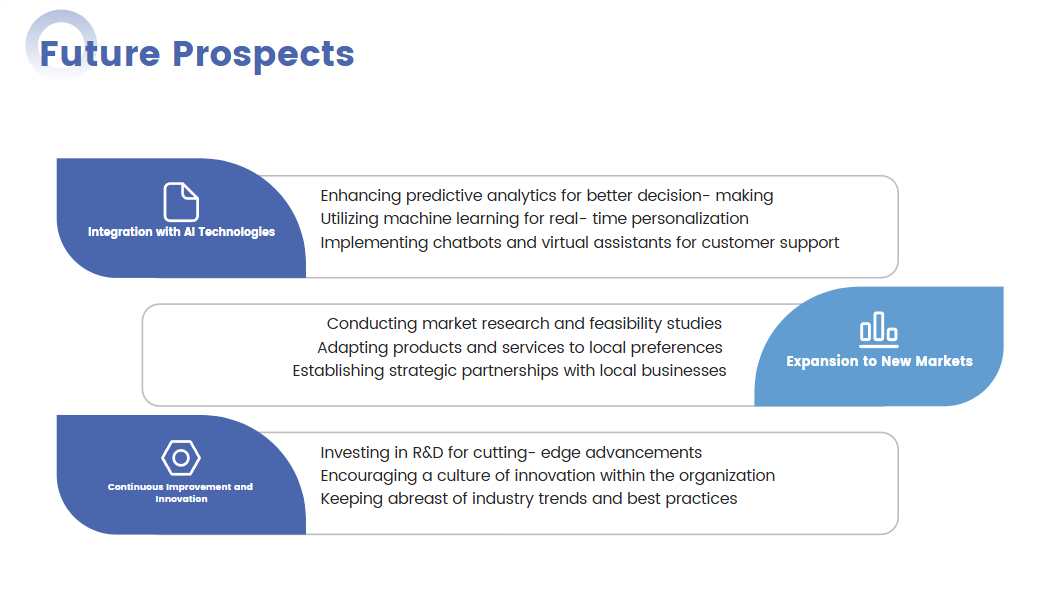 Future Prospects
Integration with AI Technologies
Enhancing predictive analytics for better decision- making
Utilizing machine learning for real- time personalization
Implementing chatbots and virtual assistants for customer support
Conducting market research and feasibility studies
Adapting products and services to local preferences
Establishing strategic partnerships with local businesses
Expansion to New Markets
Continuous Improvement and
Innovation
Investing in R&D for cutting- edge advancements
Encouraging a culture of innovation within the organization
Keeping abreast of industry trends and best practices